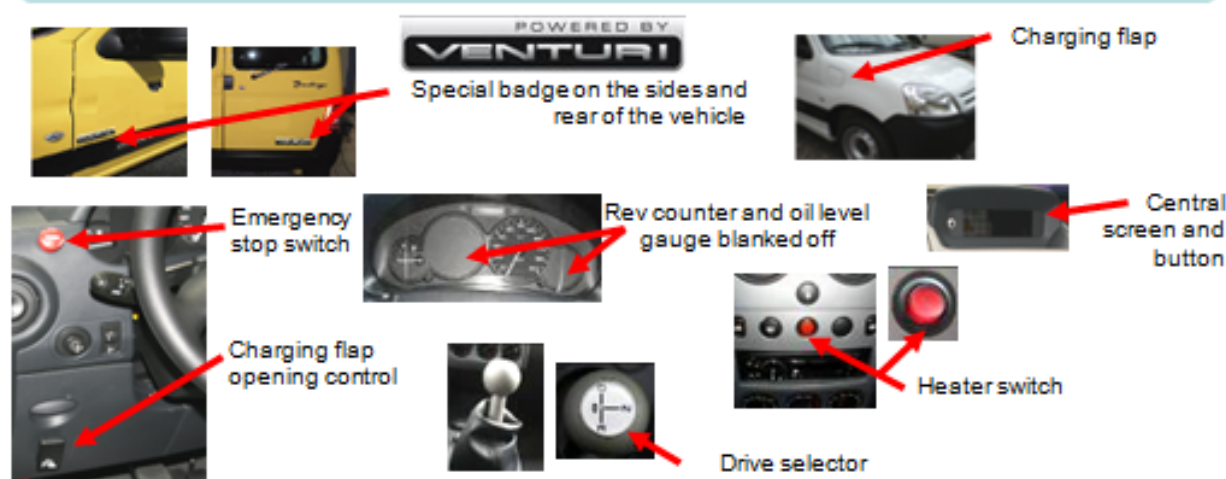 POWERED BY
VENTURI
Charging flap
Special badge on the sides and
rear of the vehicle
Emergency
stop switch
Rev counter and oil level
gauge blanked off
Central
screen and
button
Charging flap
opening control
Heater switch
Drive selector